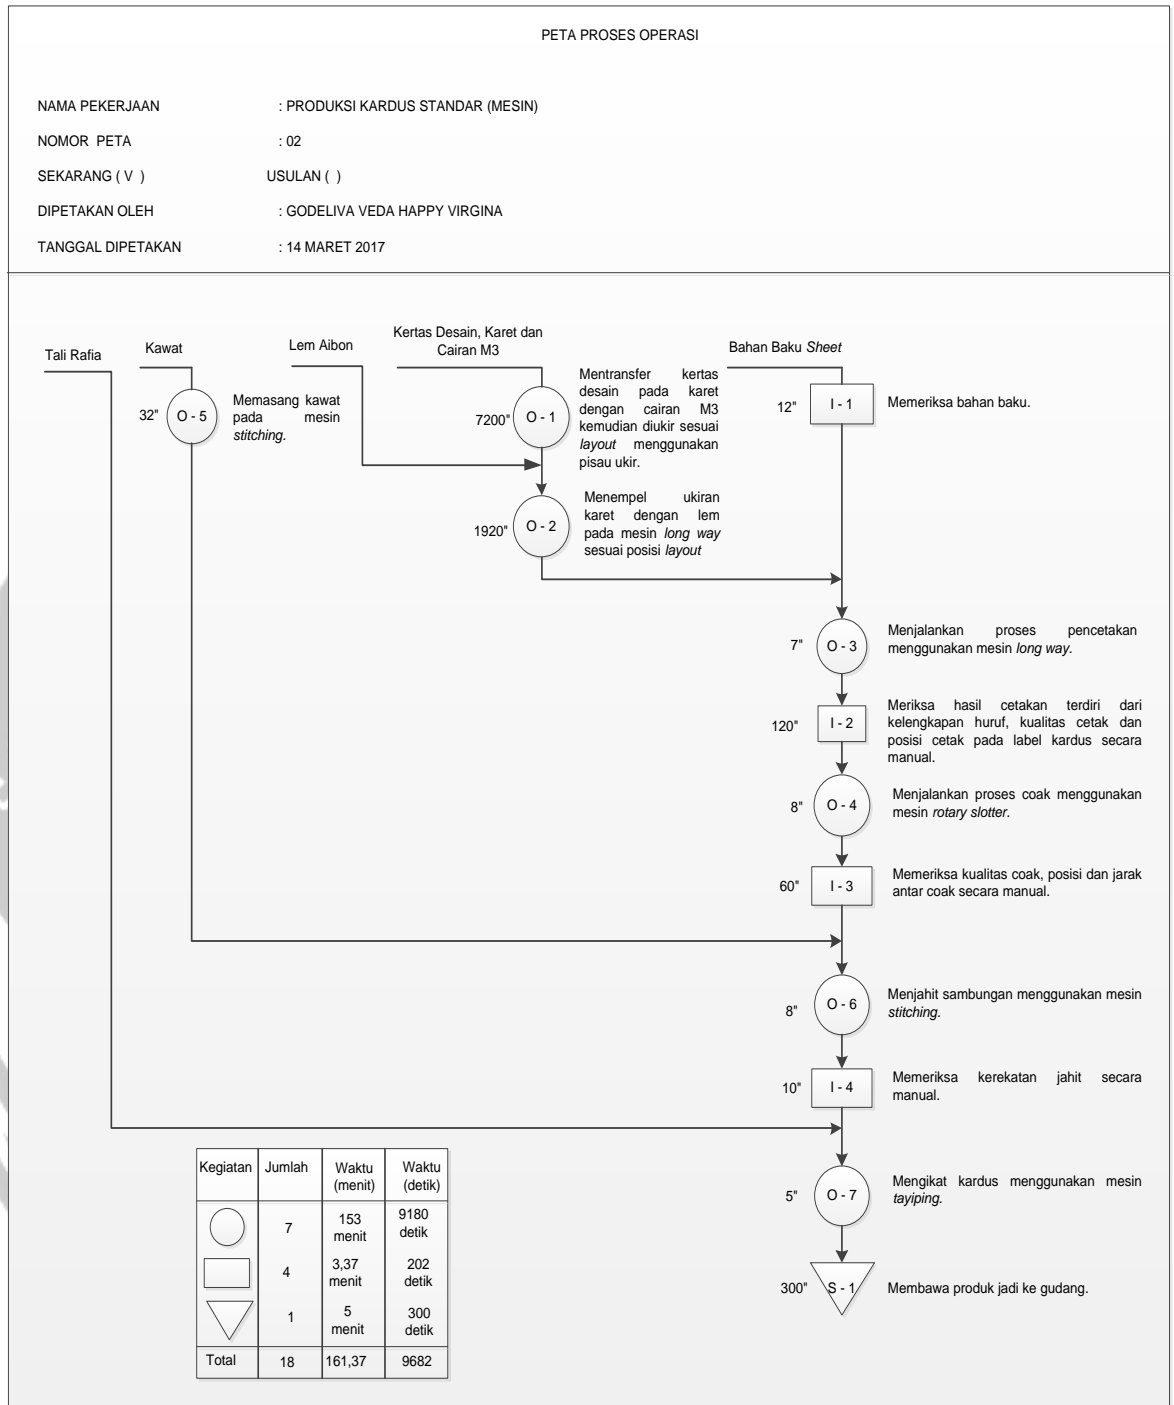 PETA PROSES OPERASI
NAMA PEKERJAAN : PRODUKSI KARDUS STANDAR (MESIN)
NOMOR PETA : 02
SEKARANG ( V ) USULAN ( )
DIPETAKAN OLEH : GODELIVA VEDA HAPPY VIRGINA
TANGGAL DIPETAKAN : 14 MARET 2017
Tali Rafia
Kawat
Lem Aibon
Kertas Desain, Karet dan
Cairan M3
Bahan Baku Sheet
32"
O - 5
Memasang kawat
pada mesin
stitching.
7200"
O - 1
Mentransfer kertas
desain pada karet
dengan cairan M3
kemudian diukir sesuai
layout menggunakan
pisau ukir.
12"
I - 1
Memeriksa bahan baku.
1920"
O - 2
Menempel ukiran
karet dengan lem
pada mesin long way
sesuai posisi layout
7"
O - 3
Menjalankan proses pencetakan
menggunakan mesin long way.
120"
I - 2
Meriksa hasil cetakan terdiri dari
kelengkapan huruf, kualitas cetak dan
posisi cetak pada label kardus secara
manual.
8"
O - 4
Menjalankan proses coak menggunakan
mesin rotary slotter.
60"
I - 3
Memeriksa kualitas coak, posisi dan jarak
antar coak secara manual.
8"
O - 6
Menjahit sambungan menggunakan mesin
stitching.
10"
I - 4
Memeriksa kerekatan jahit secara
manual.
5"
O - 7
Mengikat kardus menggunakan mesin
tayiping.
300"
S - 1
Membawa produk jadi ke gudang.
Kegiatan Jumlah Waktu (menit) Waktu (detik)
7 153 menit 9180 detik
4 3,37 menit 202 detik
1 5 menit 300 detik
Total 18 161,37 9682